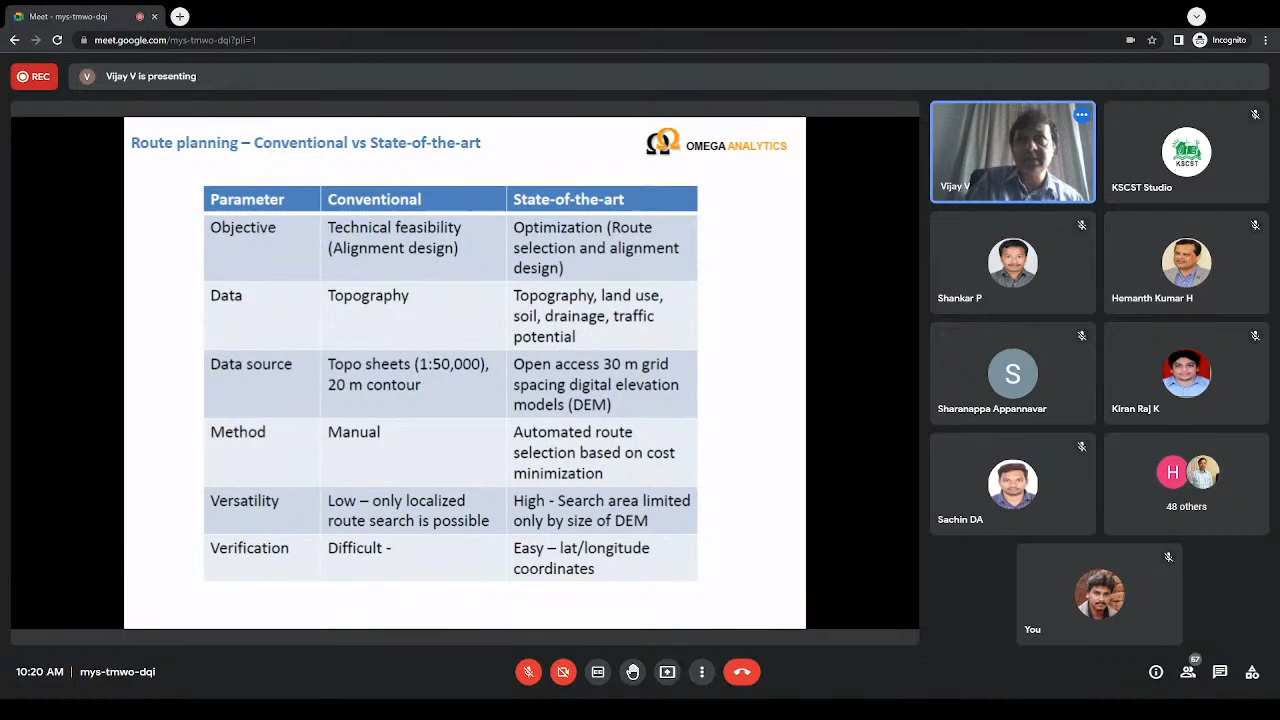 Meet - mys-tmwo-dqi
meet.google.com/mys-tmwo-dqi?pli=1
Incognito
REC
V
Vijay V is presenting
Route planning – Conventional vs State-of-the-art
OMEGA ANALYTICS
Parameter
Conventional
State-of-the-art
Objective
Technical feasibility
(Alignment design)
Optimization (Route
selection and alignment
design)
Data
Topography
Topography, land use,
soil, drainage, traffic
potential
Data source
Topo sheets (1:50,000),
20 m contour
Open access 30 m grid
spacing digital elevation
models (DEM)
Method
Manual
Automated route
selection based on cost
minimization
Versatility
Low – only localized
route search is possible
High - Search area limited
only by size of DEM
Verification
Difficult -
Easy – lat/longitude
coordinates
Vijay V
KSCST
KSCST Studio
Shankar P
Hemanth Kumar H
S
Sharanappa Appannavar
Kiran Raj K
Sachin DA
H
48 others
You
10:20 AM | mys-tmwo-dqi
57